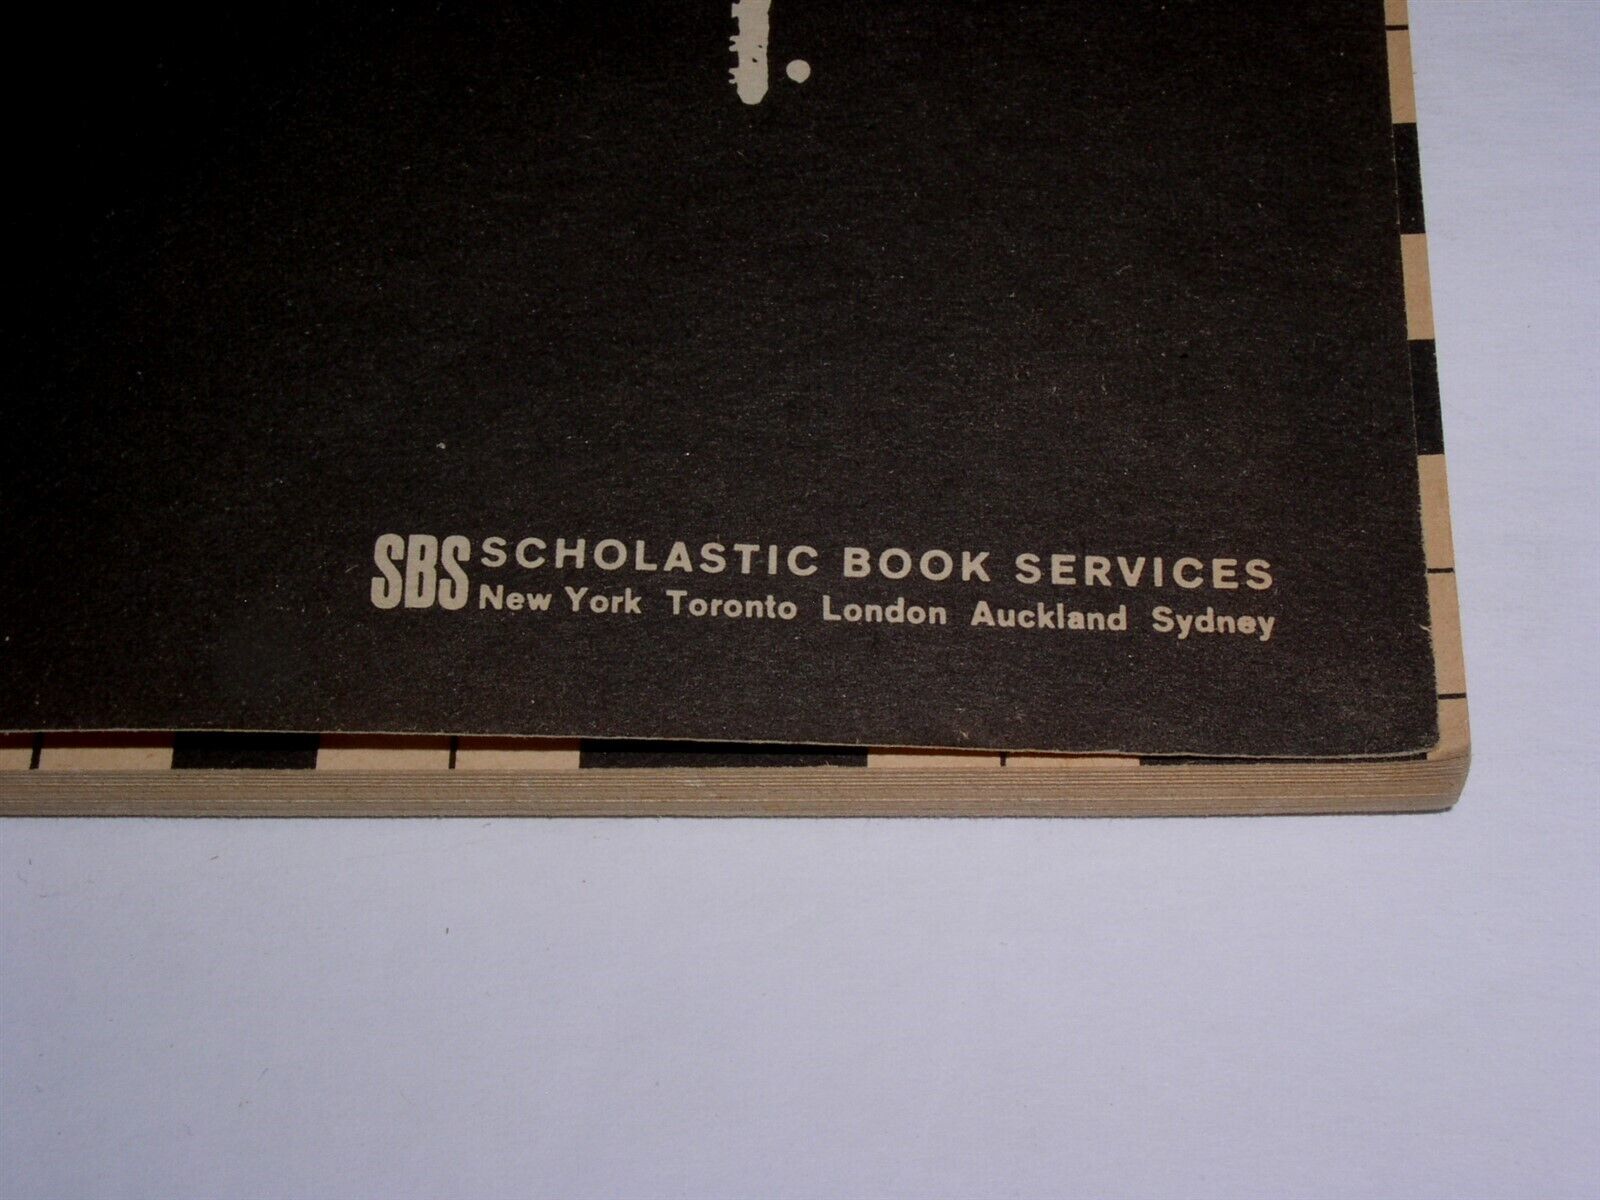 SBS SCHOLASTIC BOOK SERVICES
New York Toronto London Auckland Sydney